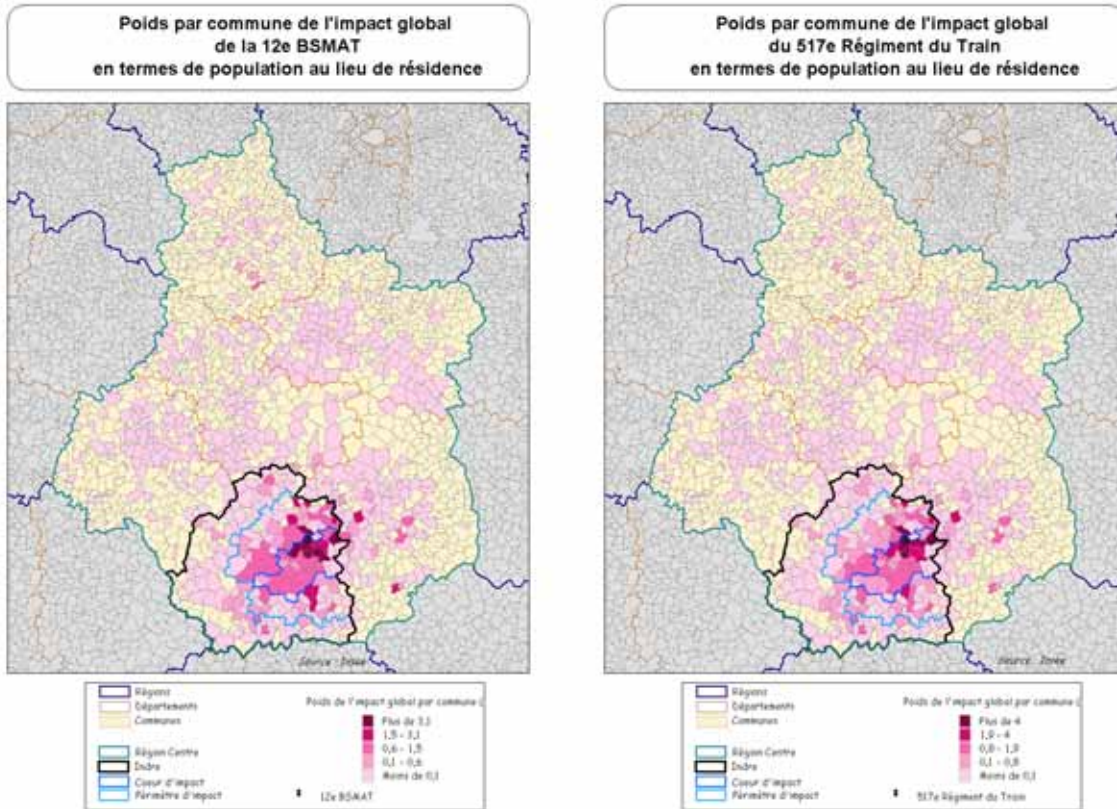 Poids par commune de l'impact global
de la 12e BSMAT
en termes de population au lieu de résidence
Source : Insee
Régions
Départements
Communes
Région Centre
Indre
Coeur d'impact
Périmètre d'impact
Poids de l'impact global par commune (
Plus de 3,1
1,5 - 3,1
0,6 - 1,5
0,1 - 0,6
Moins de 0,1
12e BSMAT
Poids par commune de l'impact global
du 517e Régiment du Train
en termes de population au lieu de résidence
Source : Insee
Régions
Départements
Communes
Région Centre
Indre
Coeur d'impact
Périmètre d'impact
Poids de l'impact global par commune (
Plus de 4
1,9 - 4
0,8 - 1,9
0,1 - 0,8
Moins de 0,1
517e Régiment du Train